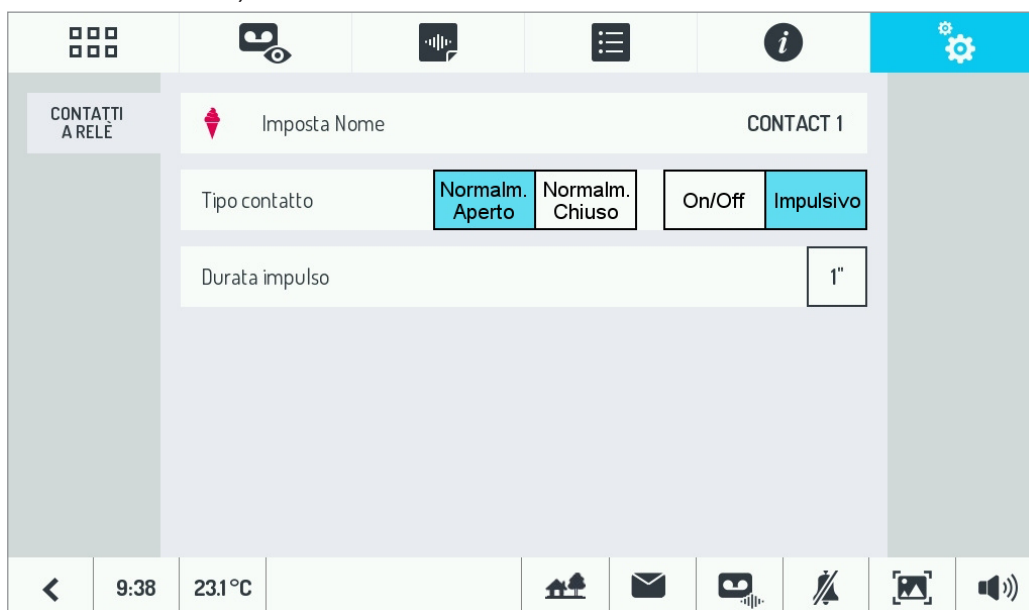 CONTATTI
A RELÈ
Imposta Nome CONTACT 1
Tipo contatto
Normalm.
Aperto
Normalm.
Chiuso
On/Off
Impulsivo
Durata impulso 1"
9:38 23.1°C